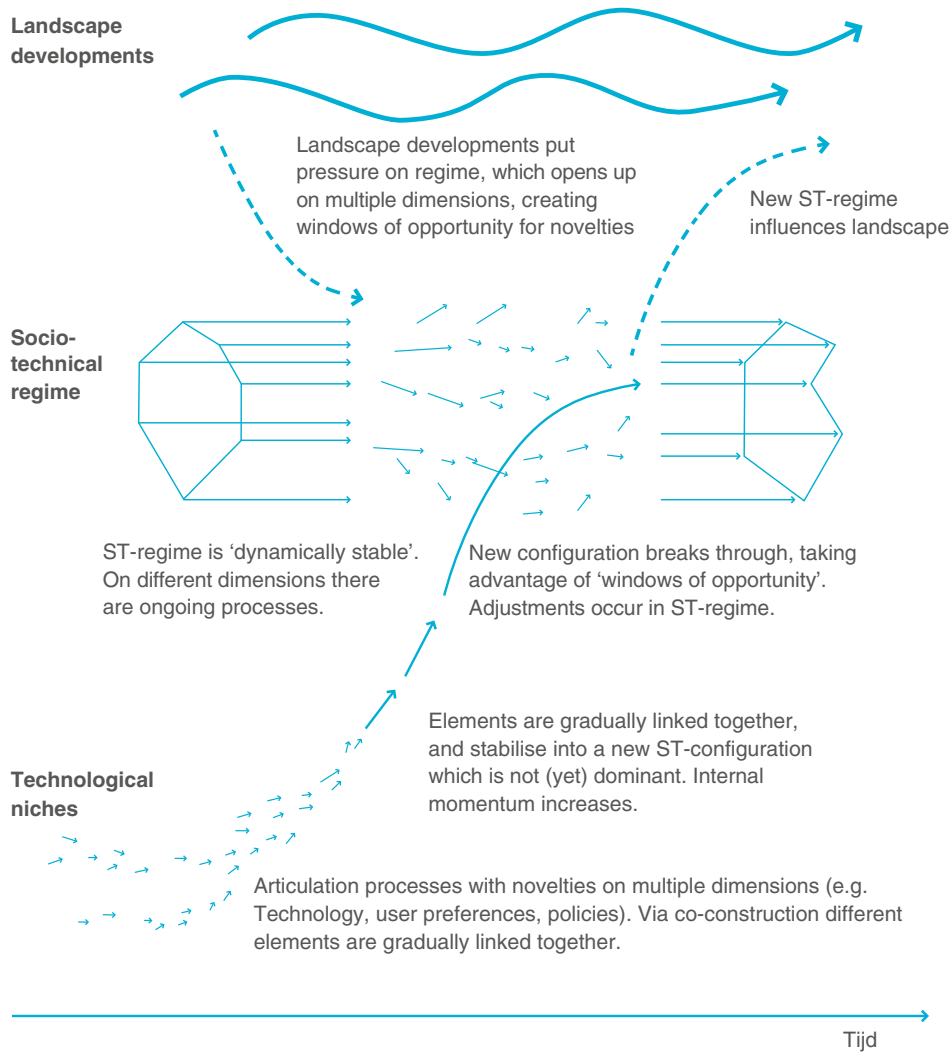 Landscape
developments
Landscape developments put
pressure on regime, which opens up
on multiple dimensions, creating
windows of opportunity for novelties
New ST-regime
influences landscape
Socio-
technical
regime
ST-regime is ‘dynamically stable’.
On different dimensions there
are ongoing processes.
New configuration breaks through, taking
advantage of ‘windows of opportunity’.
Adjustments occur in ST-regime.
Elements are gradually linked together,
and stabilise into a new ST-configuration
which is not (yet) dominant. Internal
momentum increases.
Technological
niches
Articulation processes with novelties on multiple dimensions (e.g.
Technology, user preferences, policies). Via co-construction different
elements are gradually linked together.
Tijd